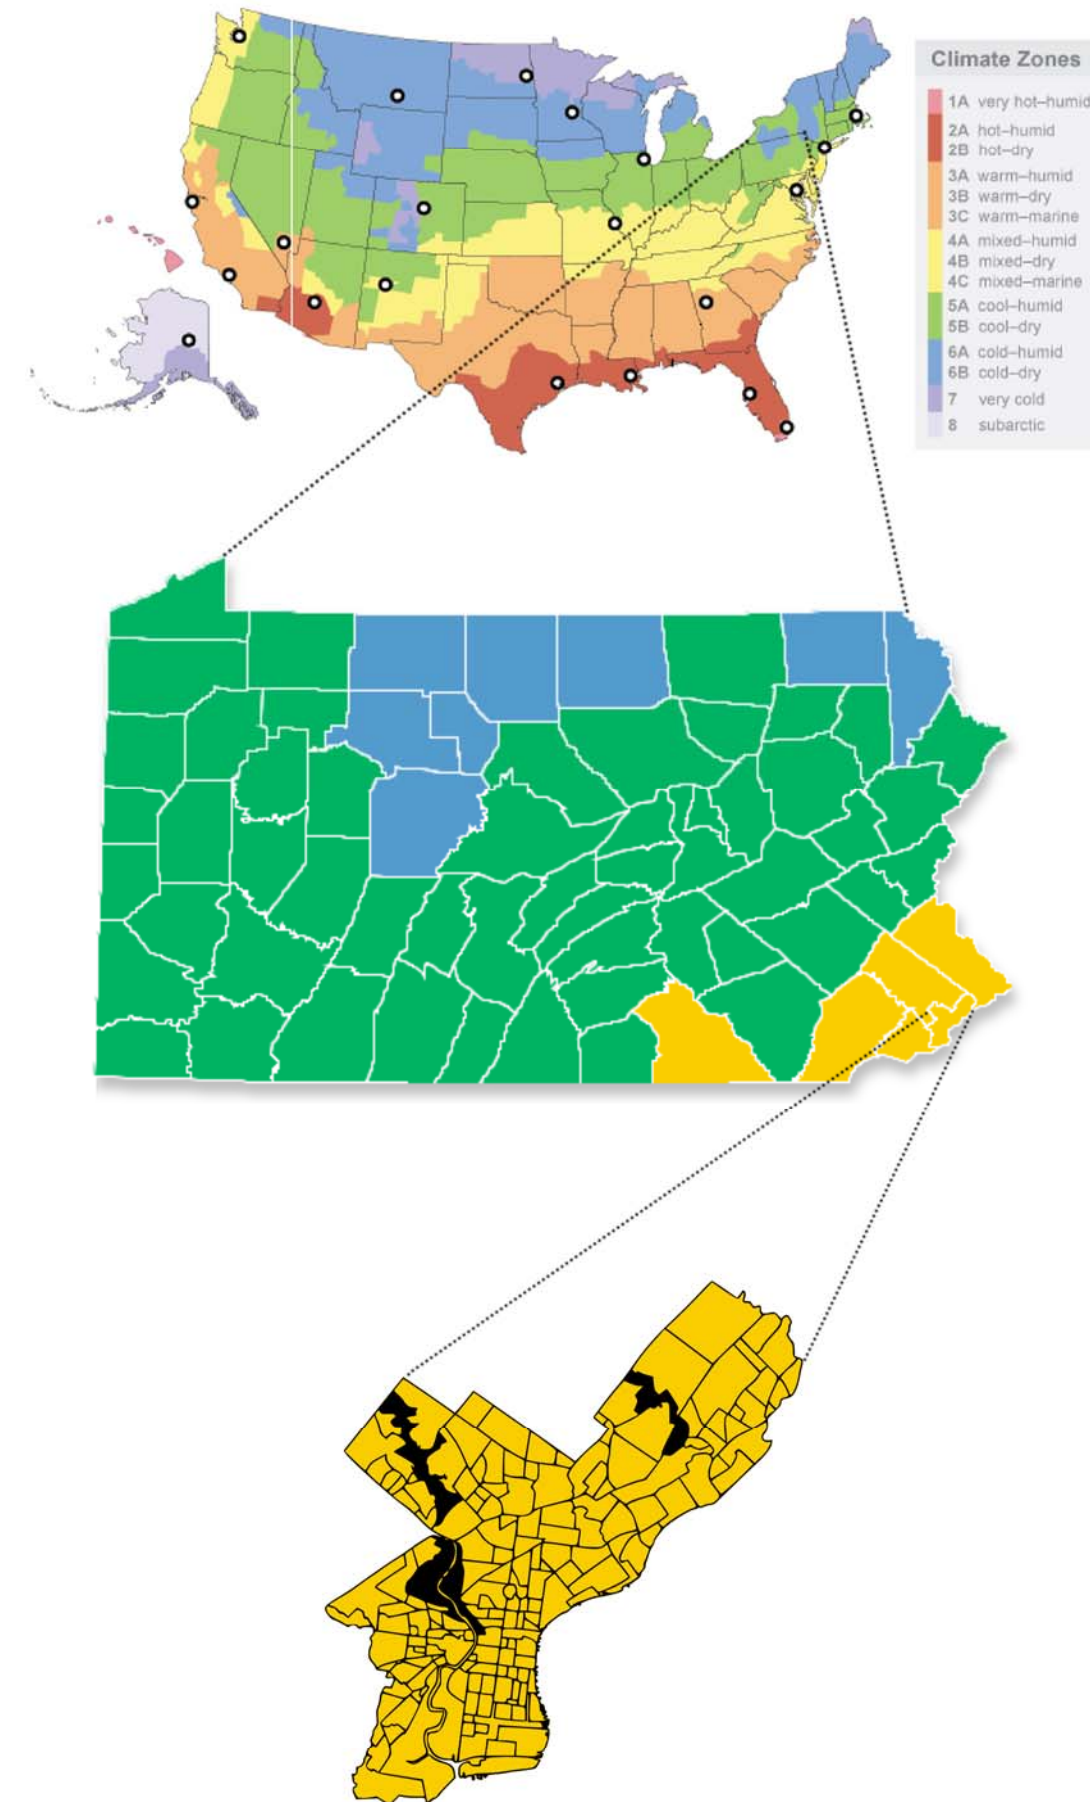 Climate Zones
1A very hot–humid
2A hot–humid
2B hot–dry
3A warm–humid
3B warm–dry
3C warm–marine
4A mixed–humid
4B mixed–dry
4C mixed–marine
5A cool–humid
5B cool–dry
6A cold–humid
6B cold–dry
7 very cold
8 subarctic